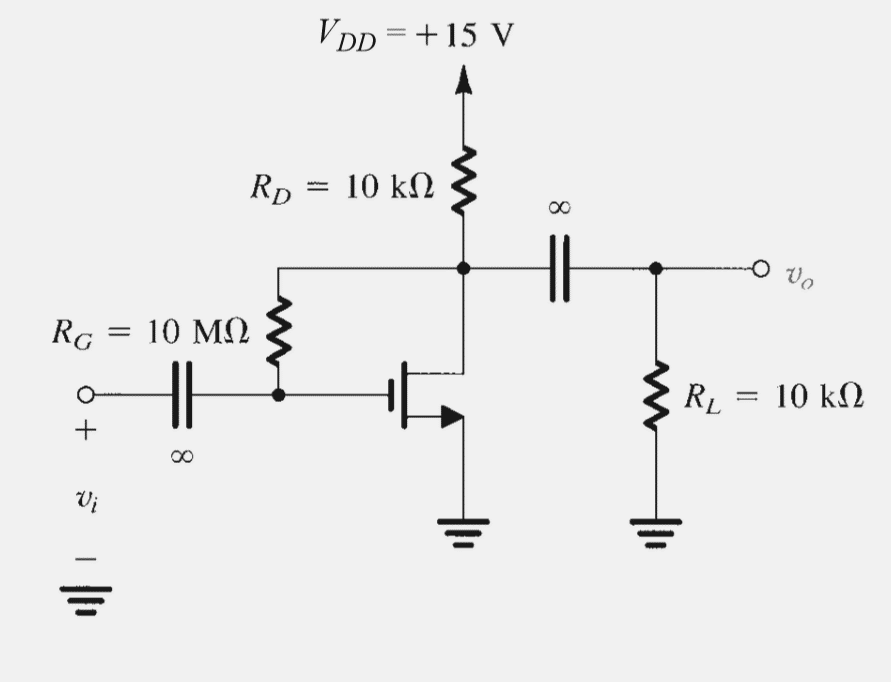 V_DD = +15 V
R_D = 10 kΩ
∞
v_o
R_G = 10 MΩ
R_L = 10 kΩ
+
∞
v_i
−